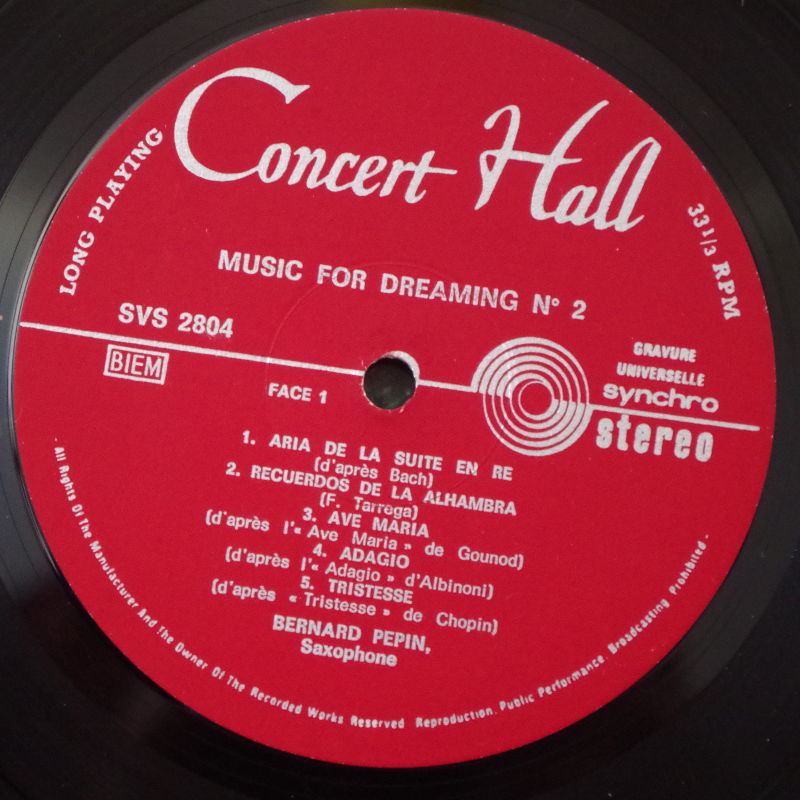 Concert Hall
LONG PLAYING
33 1/3 RPM
MUSIC FOR DREAMING N° 2
SVS 2804
BIEM
FACE 1
GRAVURE
UNIVERSELLE
synchro
stereo
1. ARIA DE LA SUITE EN RE
(d'après Bach)
2. RECUERDOS DE LA ALHAMBRA
(F. Tarrega)
3. AVE MARIA
(d'après l'« Ave Maria » de Gounod)
4. ADAGIO
(d'après l'« Adagio » d'Albinoni)
5. TRISTESSE
(d'après « Tristesse » de Chopin)
BERNARD PEPIN,
Saxophone
- All Rights Of The Manufacturer And The Owner Of The Recorded Works Reserved. Reproduction. Public Performance. Broadcasting Prohibited. -